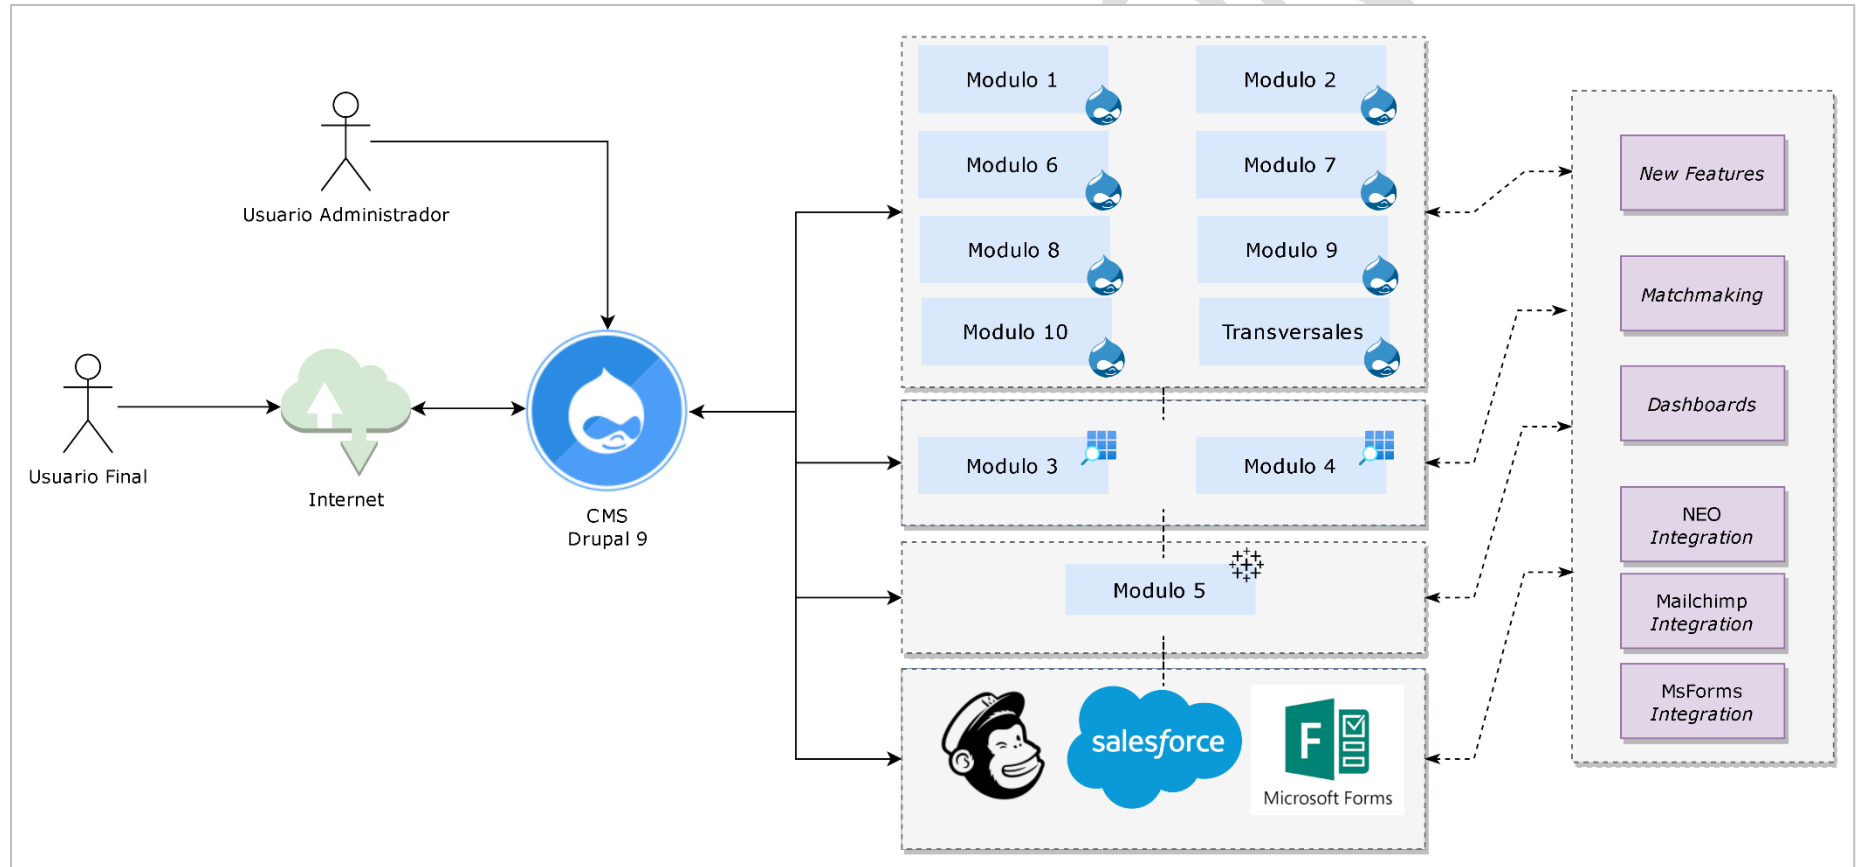 Usuario Administrador
Usuario Final
Internet
CMS
Drupal 9
Modulo 1
Modulo 2
Modulo 6
Modulo 7
Modulo 8
Modulo 9
Modulo 10
Transversales
Modulo 3
Modulo 4
Modulo 5
salesforce
F
Microsoft Forms
New Features
Matchmaking
Dashboards
NEO
Integration
Mailchimp
Integration
MsForms
Integration